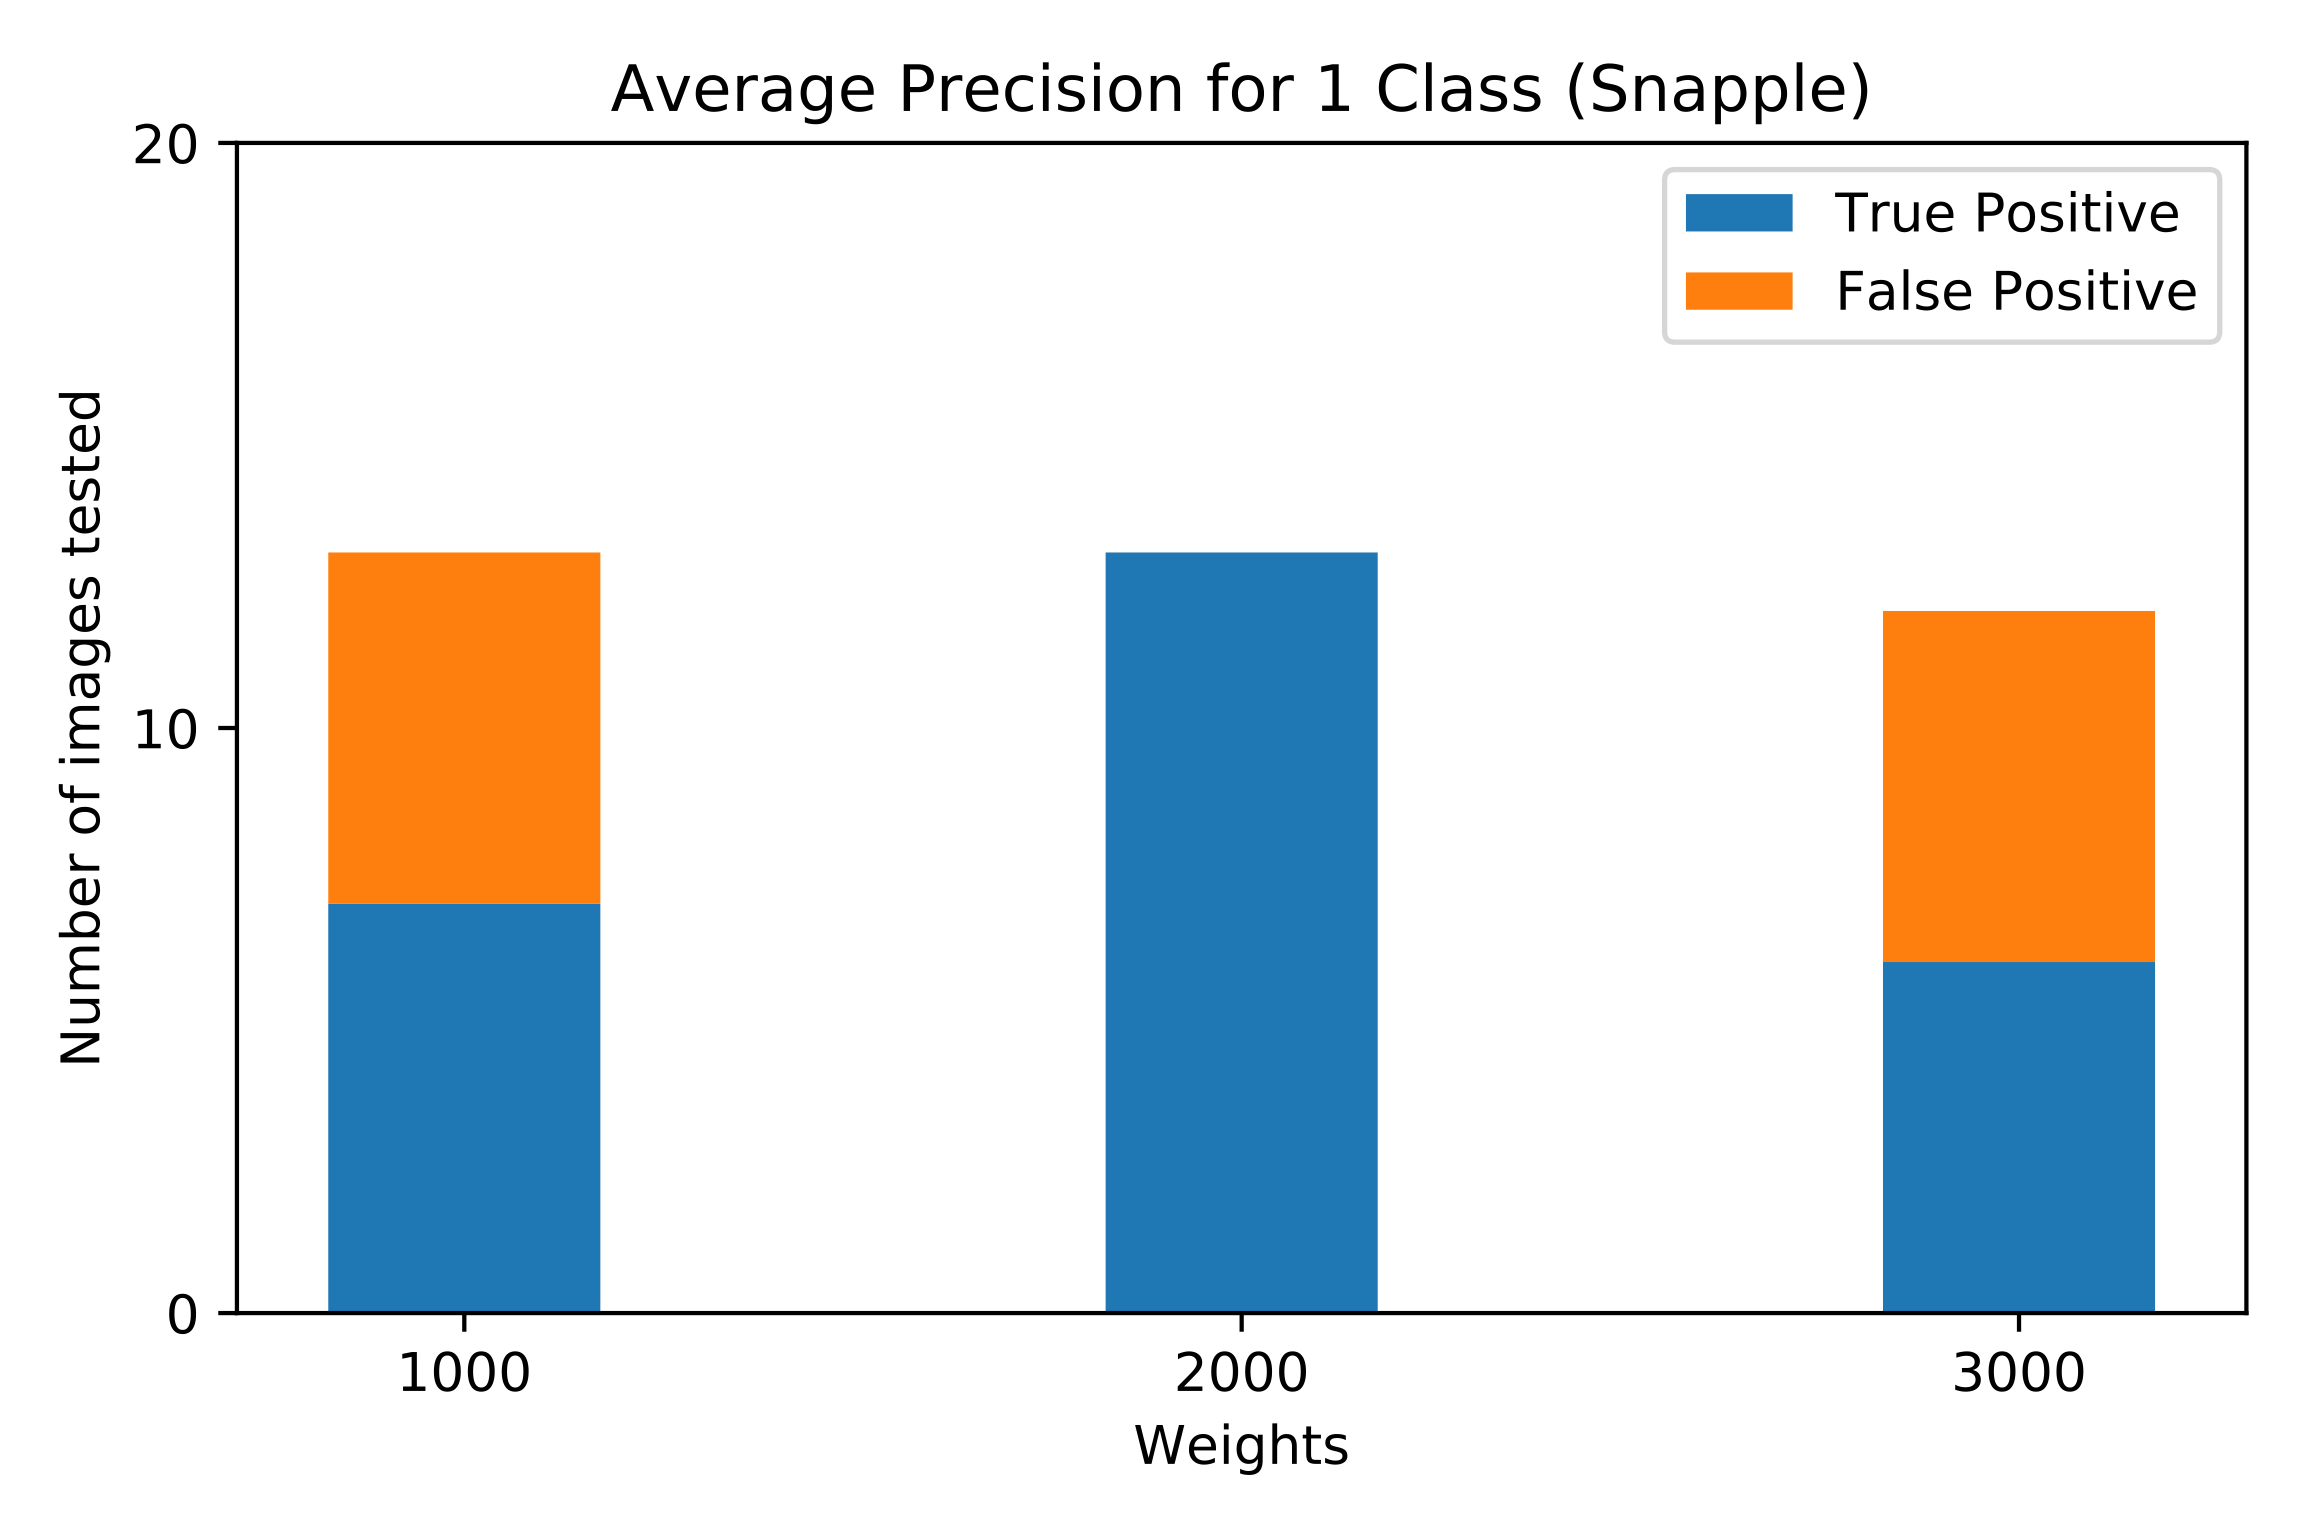 Average Precision for 1 Class (Snapple)
20
True Positive
False Positive
Number of images tested
10
0
1000
2000
3000
Weights